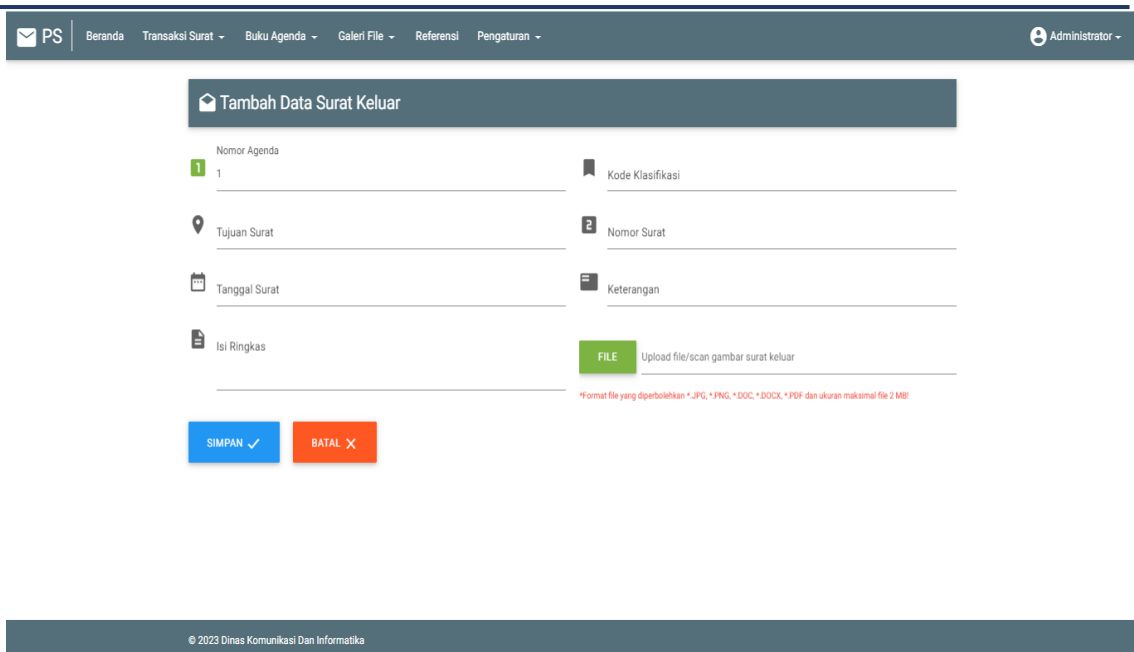 PS Beranda Transaksi Surat Buku Agenda Galeri File Referensi Pengaturan Administrator
Tambah Data Surat Keluar
Nomor Agenda
1 1
Kode Klasifikasi
Tujuan Surat
2 Nomor Surat
Tanggal Surat
Keterangan
Isi Ringkas
FILE Upload file/scan gambar surat keluar
*Format file yang diperbolehkan *.JPG, *.PNG, *.DOC, *.DOCX, *.PDF dan ukuran maksimal file 2 MB!
SIMPAN BATAL
© 2023 Dinas Komunikasi Dan Informatika